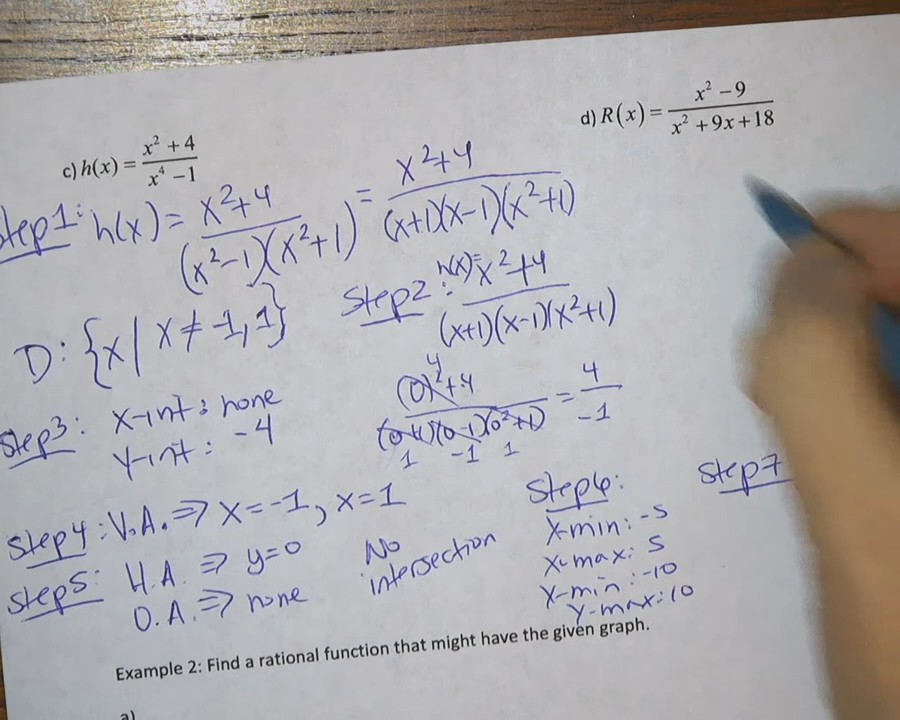 c) h(x) = x² + 4 / x⁴ − 1
d) R(x) = x² − 9 / x² + 9x + 18
Step1: h(x) = x²+4 / (x²−1)(x²+1) = x²+4 / (x+1)(x−1)(x²+1)
D: {x | x ≠ −1, 1}
Step2: h(x)= x²+4 / (x+1)(x−1)(x²+1)
Step3: x-int: none
y-int: −4
4
(0)²+4 / (0+1)(0−1)(0²+1) = 4 / −1
1 −1 1
Step4: V.A. ⇒ x=−1, x=1
Step5: H.A. ⇒ y=0
O.A. ⇒ none
No
intersection
Step6:
X-min: -5
X-max: 5
X-min: -10
Y-max: 10
Step7
Example 2: Find a rational function that might have the given graph.
a)